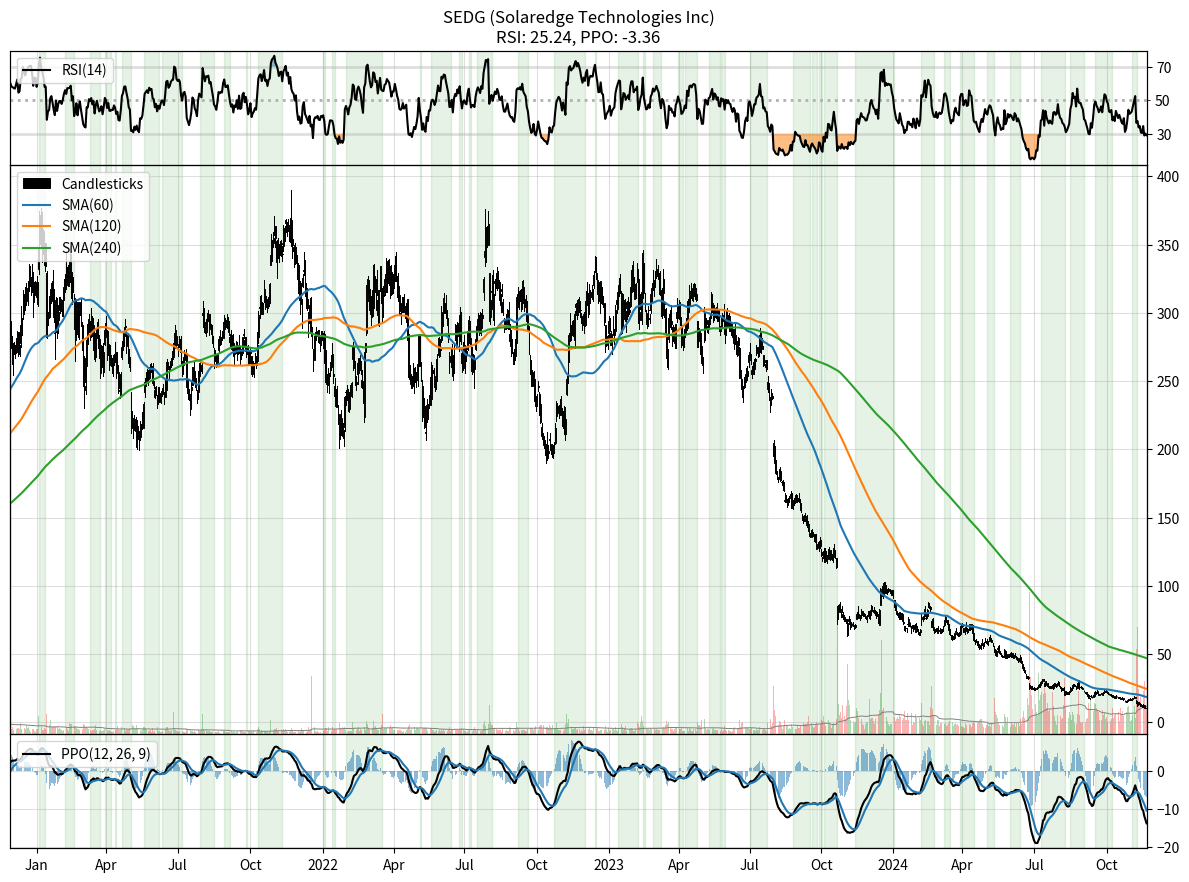 SEDG (Solaredge Technologies Inc)
RSI: 25.24, PPO: -3.36
RSI(14)
70
50
30
Candlesticks
SMA(60)
SMA(120)
SMA(240)
400
350
300
250
200
150
100
50
0
PPO(12, 26, 9)
0
−10
−20
Jan Apr Jul Oct 2022 Apr Jul Oct 2023 Apr Jul Oct 2024 Apr Jul Oct